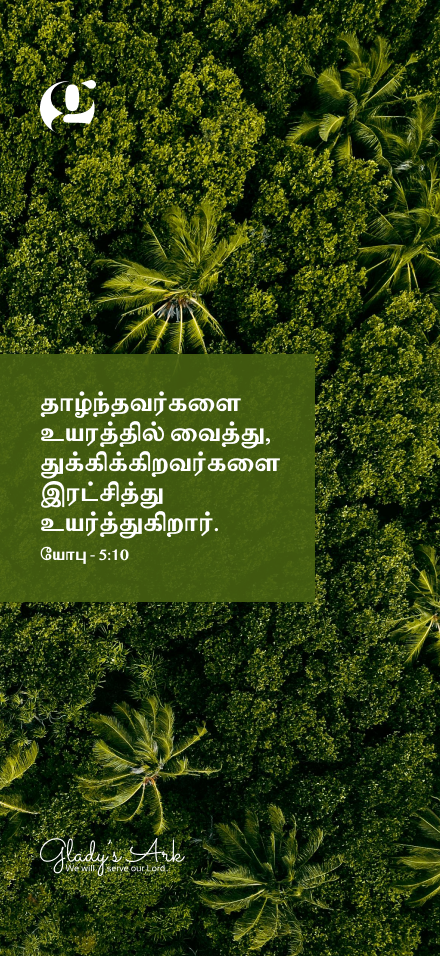 தாழ்ந்தவர்களை
உயரத்தில் வைத்து,
துக்கிக்கிறவர்களை
இரட்சித்து
உயர்த்துகிறார்.
யோபு - 5:10
Glady's Ark
We will serve our Lord